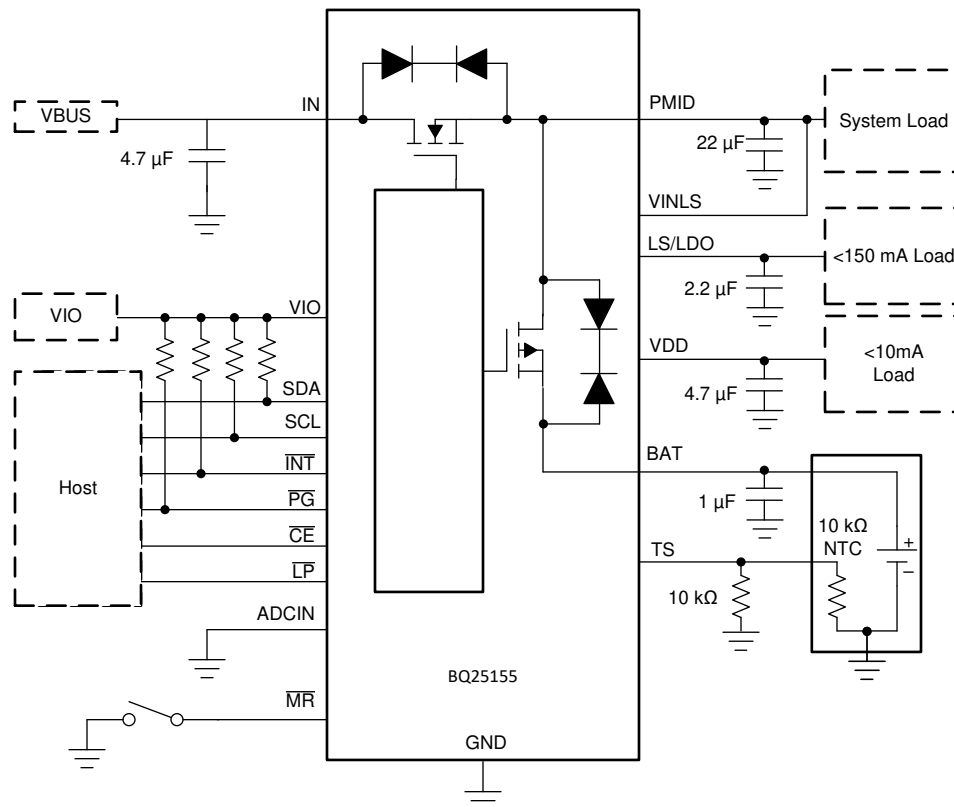 IN
PMID
VBUS
System Load
4.7 µF
22 µF
VINLS
LS/LDO
<150 mA Load
2.2 µF
VIO
VIO
VDD
<10mA
Load
4.7 µF
SDA
SCL
INT
BAT
Host
PG
1 µF
10 kΩ
NTC
CE
+
−
TS
LP
10 kΩ
ADCIN
BQ25155
MR
GND